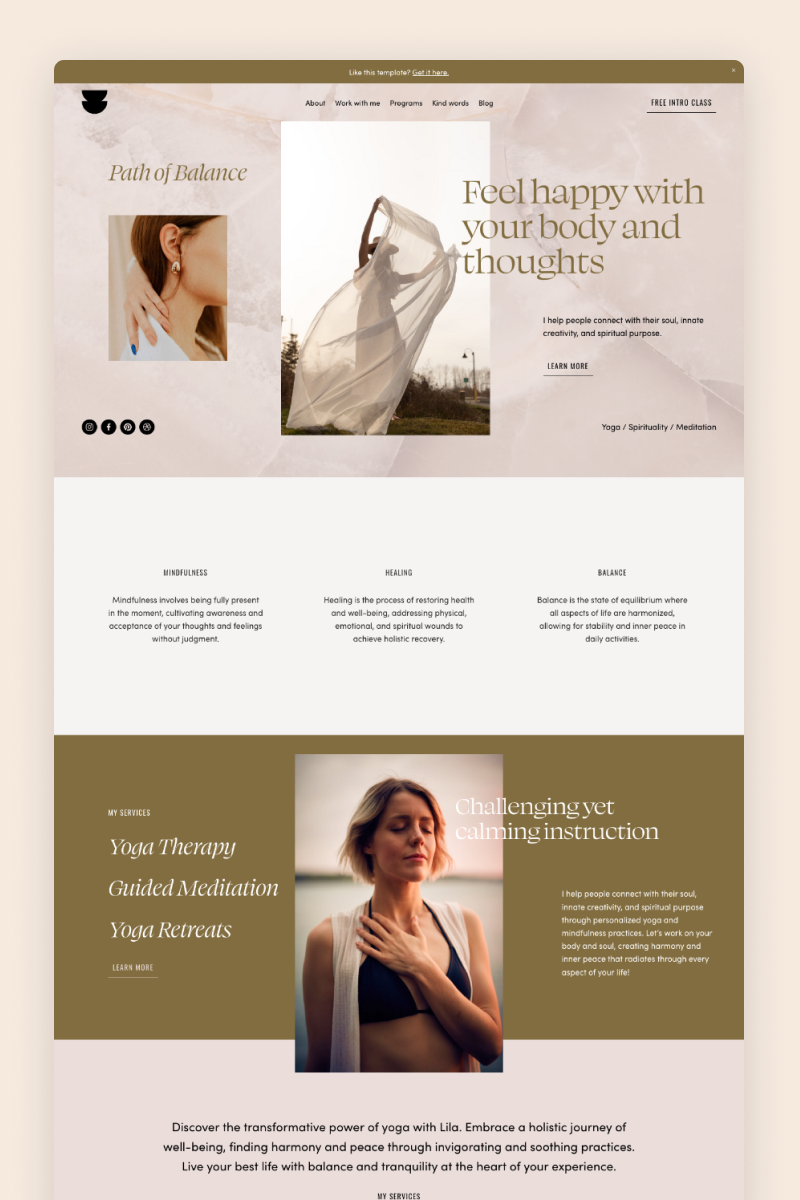 Like this template? Get it here.
×
About Work with me Programs Kind words Blog
FREE INTRO CLASS
Path of Balance
Feel happy with
your body and
thoughts
I help people connect with their soul, innate
creativity, and spiritual purpose.
LEARN MORE
Yoga / Spirituality / Meditation
MINDFULNESS
Mindfulness involves being fully present
in the moment, cultivating awareness and
acceptance of your thoughts and feelings
without judgment.
HEALING
Healing is the process of restoring health
and well-being, addressing physical,
emotional, and spiritual wounds to
achieve holistic recovery.
BALANCE
Balance is the state of equilibrium where
all aspects of life are harmonized,
allowing for stability and inner peace in
daily activities.
MY SERVICES
Yoga Therapy
Guided Meditation
Yoga Retreats
LEARN MORE
Challenging yet
calming instruction
I help people connect with their soul,
innate creativity, and spiritual purpose
through personalized yoga and
mindfulness practices. Let's work on your
body and soul, creating harmony and
inner peace that radiates through every
aspect of your life!
Discover the transformative power of yoga with Lila. Embrace a holistic journey of
well-being, finding harmony and peace through invigorating and soothing practices.
Live your best life with balance and tranquility at the heart of your experience.
MY SERVICES